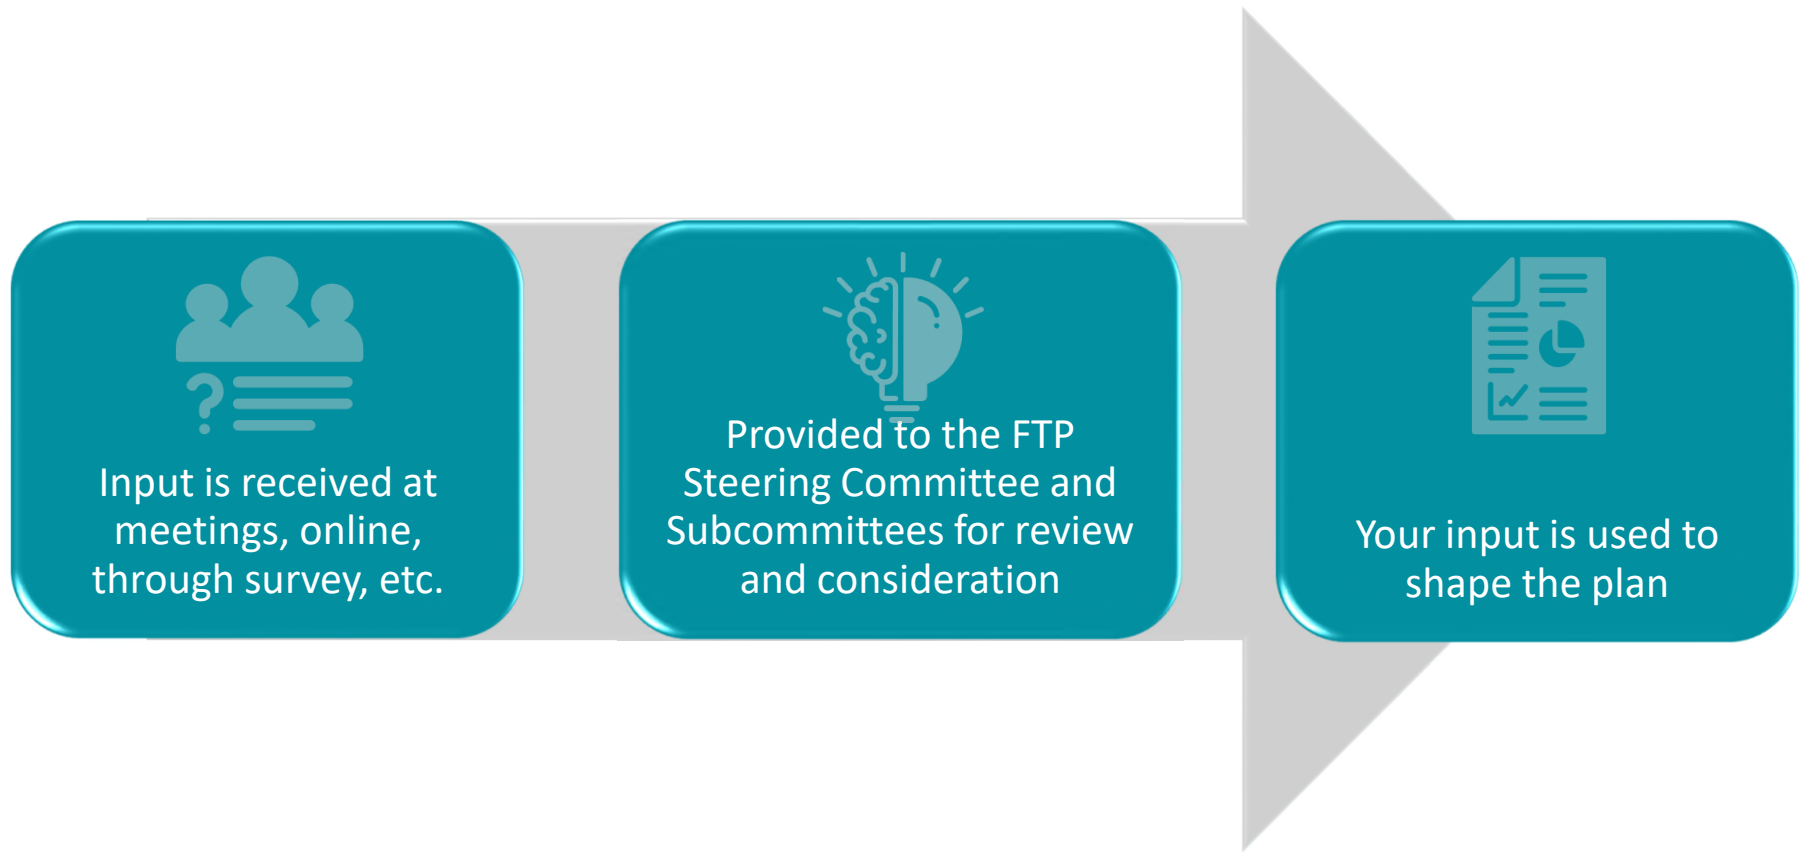 Input is received at
meetings, online,
through survey, etc.
Provided to the FTP
Steering Committee and
Subcommittees for review
and consideration
Your input is used to
shape the plan